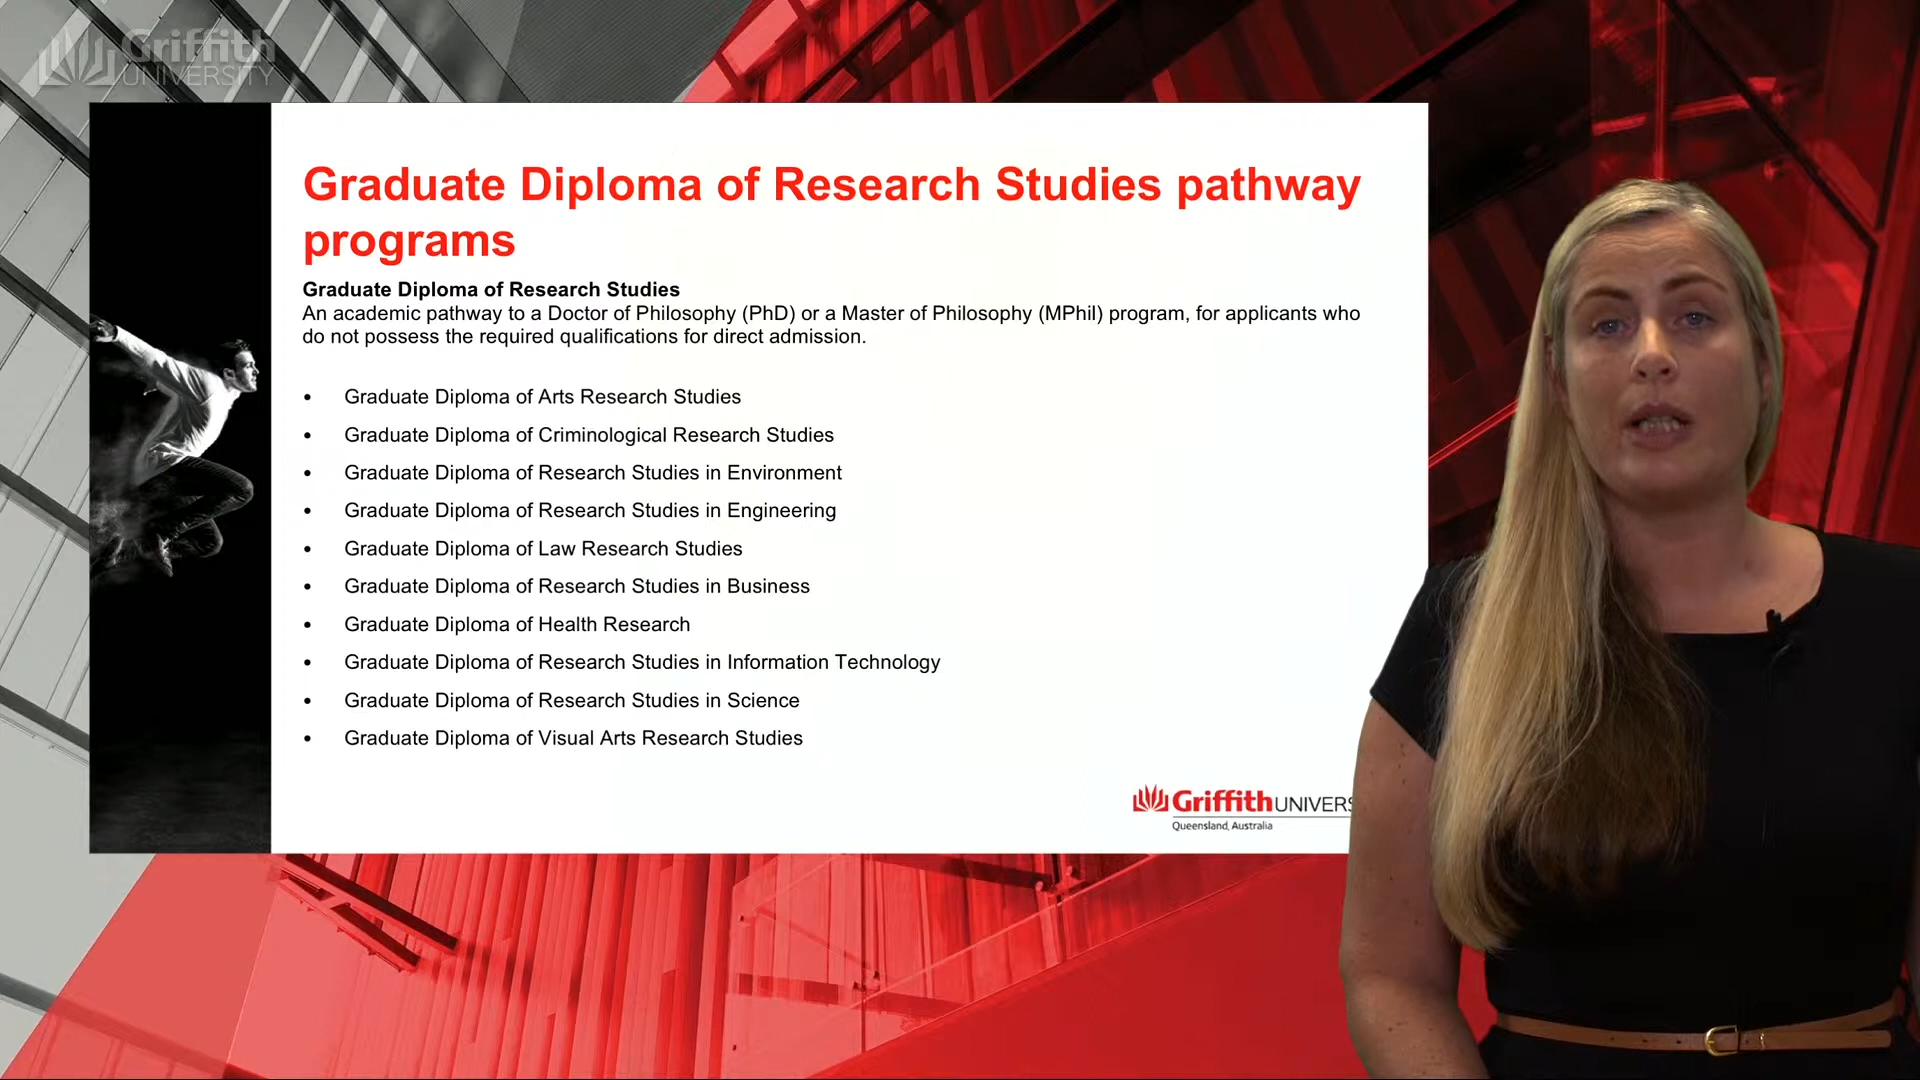 Griffith
UNIVERSITY
Graduate Diploma of Research Studies pathway
programs
Graduate Diploma of Research Studies
An academic pathway to a Doctor of Philosophy (PhD) or a Master of Philosophy (MPhil) program, for applicants who
do not possess the required qualifications for direct admission.
• Graduate Diploma of Arts Research Studies
• Graduate Diploma of Criminological Research Studies
• Graduate Diploma of Research Studies in Environment
• Graduate Diploma of Research Studies in Engineering
• Graduate Diploma of Law Research Studies
• Graduate Diploma of Research Studies in Business
• Graduate Diploma of Health Research
• Graduate Diploma of Research Studies in Information Technology
• Graduate Diploma of Research Studies in Science
• Graduate Diploma of Visual Arts Research Studies
Griffith UNIVERS
Queensland, Australia